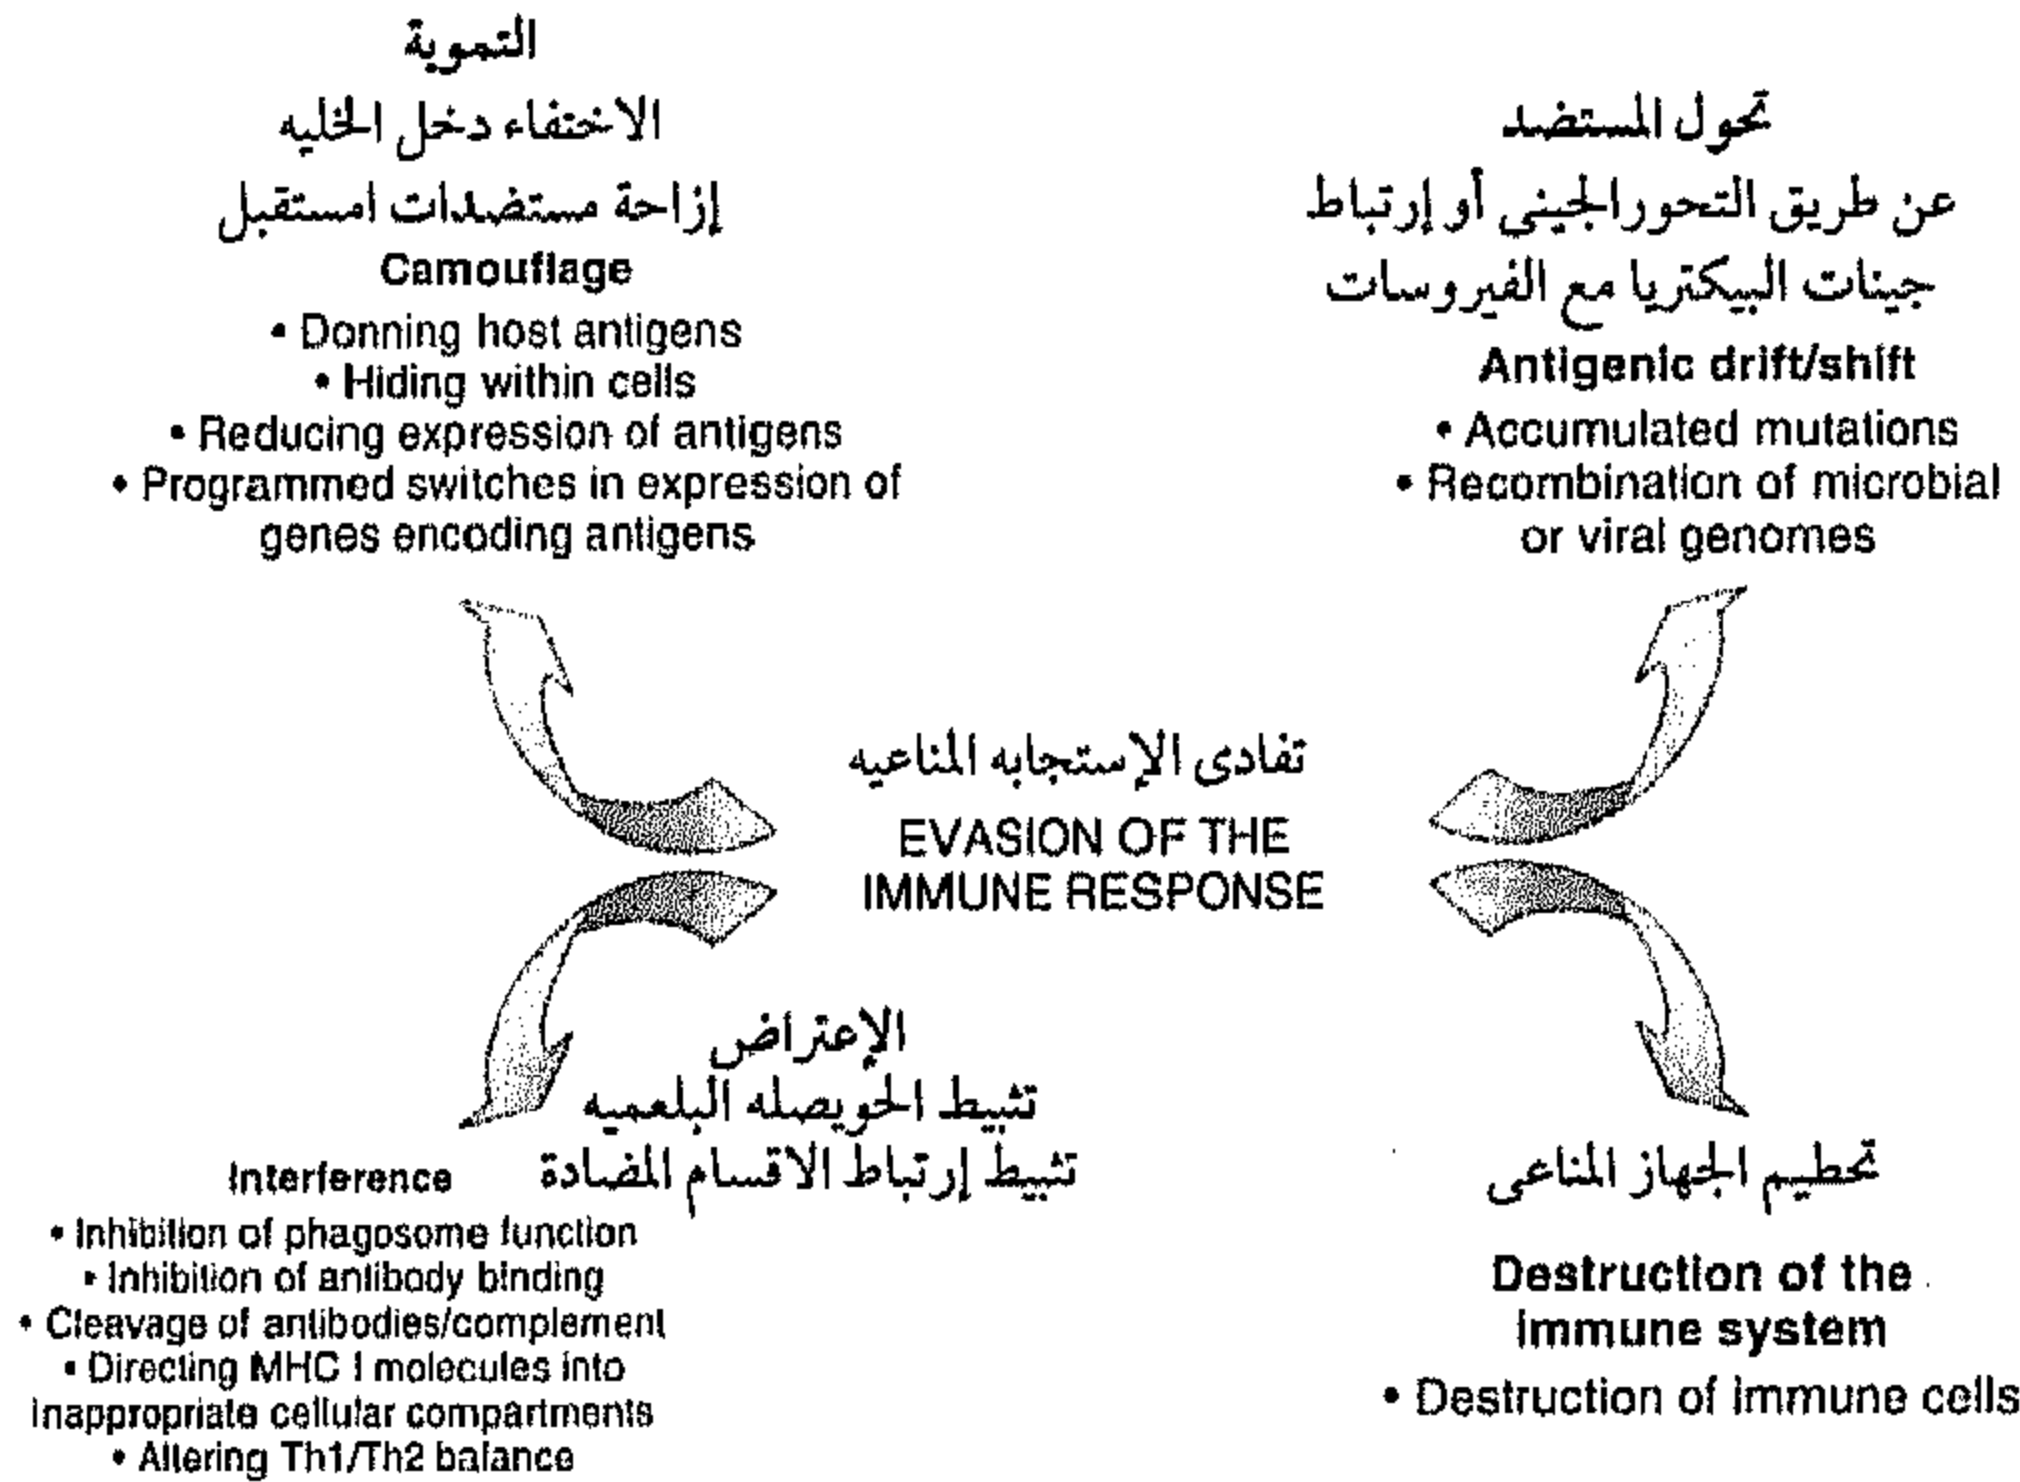 التموية
الاختفاء دخل الخليه
إزاحة مستضدات امستقبل
Camouflage
• Donning host antigens
• Hiding within cells
• Reducing expression of antigens
• Programmed switches in expression of
genes encoding antigens
تحول المستضد
عن طريق التحورالجيني أو إرتباط
جينات البيكتريا مع الفيروسات
Antigenic drift/shift
• Accumulated mutations
• Recombination of microbial
or viral genomes
تفادى الإستجابه المناعيه
EVASION OF THE
IMMUNE RESPONSE
الإعتراض
تثبيط الحويصله البلعميه
تثبيط إرتباط الاقسام المضادة
Interference
• Inhibition of phagosome function
• Inhibition of antibody binding
• Cleavage of antibodies/complement
• Directing MHC I molecules into
inappropriate cellular compartments
• Altering Th1/Th2 balance
تحطيم الجهاز المناعى
Destruction of the
immune system
• Destruction of immune cells